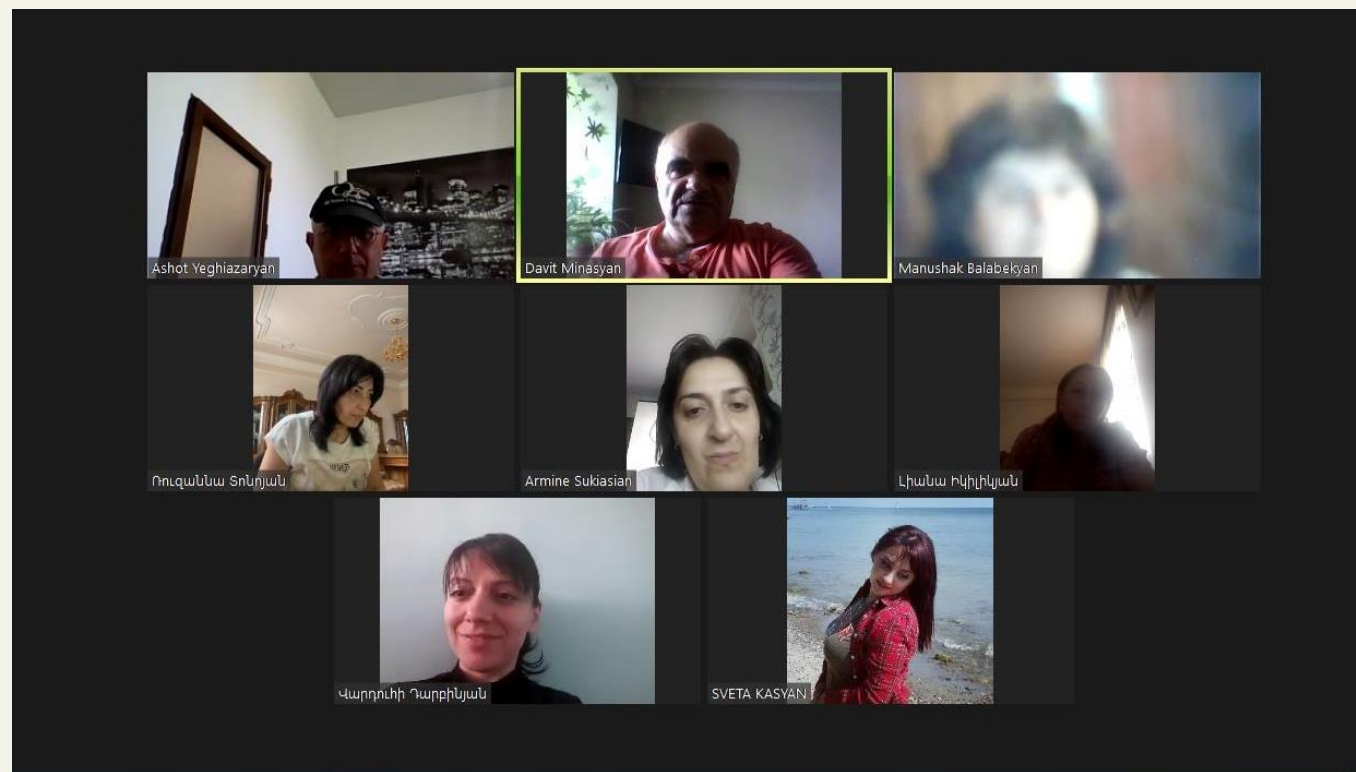 Ashot Yeghiazaryan
Davit Minasyan
Manushak Balabekyan
Ռուզաննա Տոնոյան
Armine Sukiasian
Լիանա Իկիլիկյան
Վարդուհի Դարբինյան
SVETA KASYAN